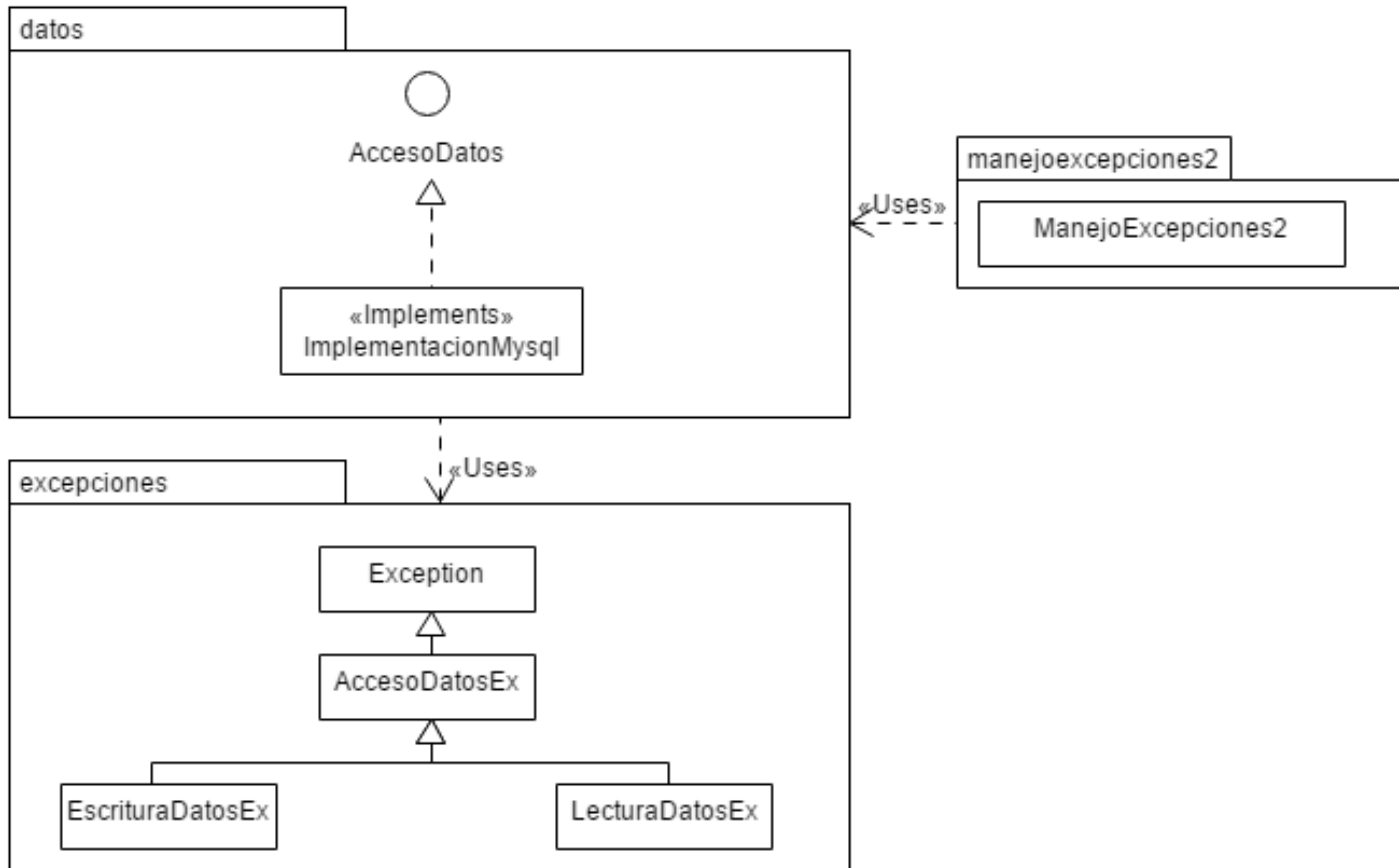 datos
AccesoDatos
«Implements»
ImplementacionMysql
«Uses»
manejoexcepciones2
ManejoExcepciones2
«Uses»
excepciones
Exception
AccesoDatosEx
EscrituraDatosEx
LecturaDatosEx